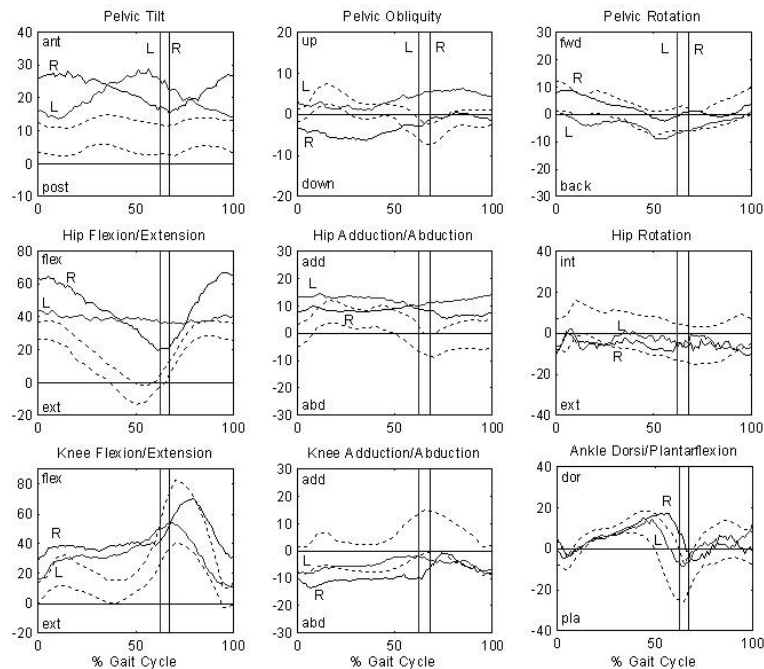 Pelvic Tilt
Pelvic Obliquity
Pelvic Rotation
40
ant
L
R
R
30
20
L
10
0
post
-10
0
50
100
20
up
L
R
10
L
0
R
-10
down
-20
0
50
100
30
fwd
L
R
20
R
10
0
L
-10
-20
back
-30
0
50
100
Hip Flexion/Extension
Hip Adduction/Abduction
Hip Rotation
80
flex
60
R
L
40
20
0
ext
-20
0
50
100
30
add
20
L
10
R
0
-10
-20
abd
-30
0
50
100
40
int
20
0
L
R
-20
ext
-40
0
50
100
Knee Flexion/Extension
Knee Adduction/Abduction
Ankle Dorsi/Plantarflexion
80
flex
60
40
R
20
L
0
ext
-20
0
50
100
% Gait Cycle
30
add
20
10
0
L
-10
R
-20
abd
-30
0
50
100
% Gait Cycle
40
dor
R
20
L
0
-20
pla
-40
0
50
100
% Gait Cycle